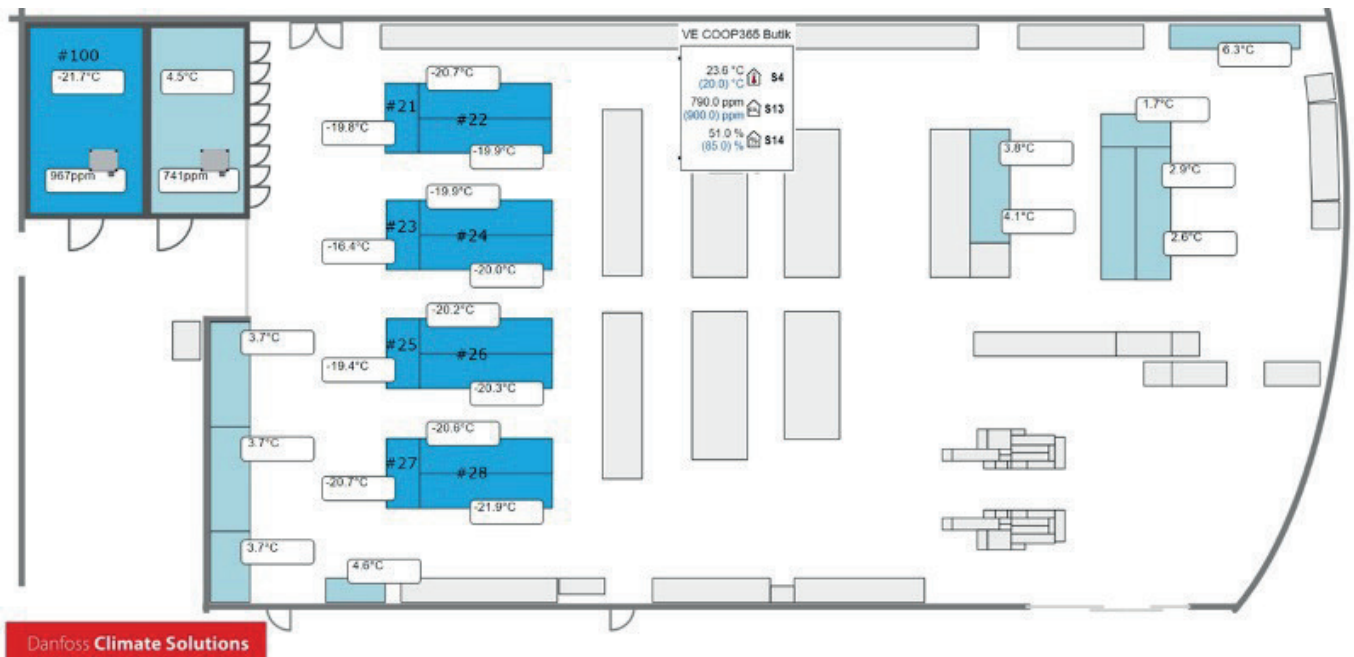 VE COOP365 Butik
23.6 °C S4
(20.0) °C
790.0 ppm S13
(900.0) ppm
51.0 % S14
(85.0) %
#100
-21.7°C
4.5°C
967ppm
741ppm
-20.7°C
#21
#22
-19.8°C
-19.9°C
-19.9°C
#23
#24
-16.4°C
-20.0°C
-20.2°C
#25
#26
-19.4°C
-20.3°C
-20.6°C
#27
#28
-20.7°C
-21.9°C
6.3°C
1.7°C
3.8°C
2.9°C
4.1°C
2.6°C
3.7°C
3.7°C
3.7°C
4.6°C
Danfoss Climate Solutions